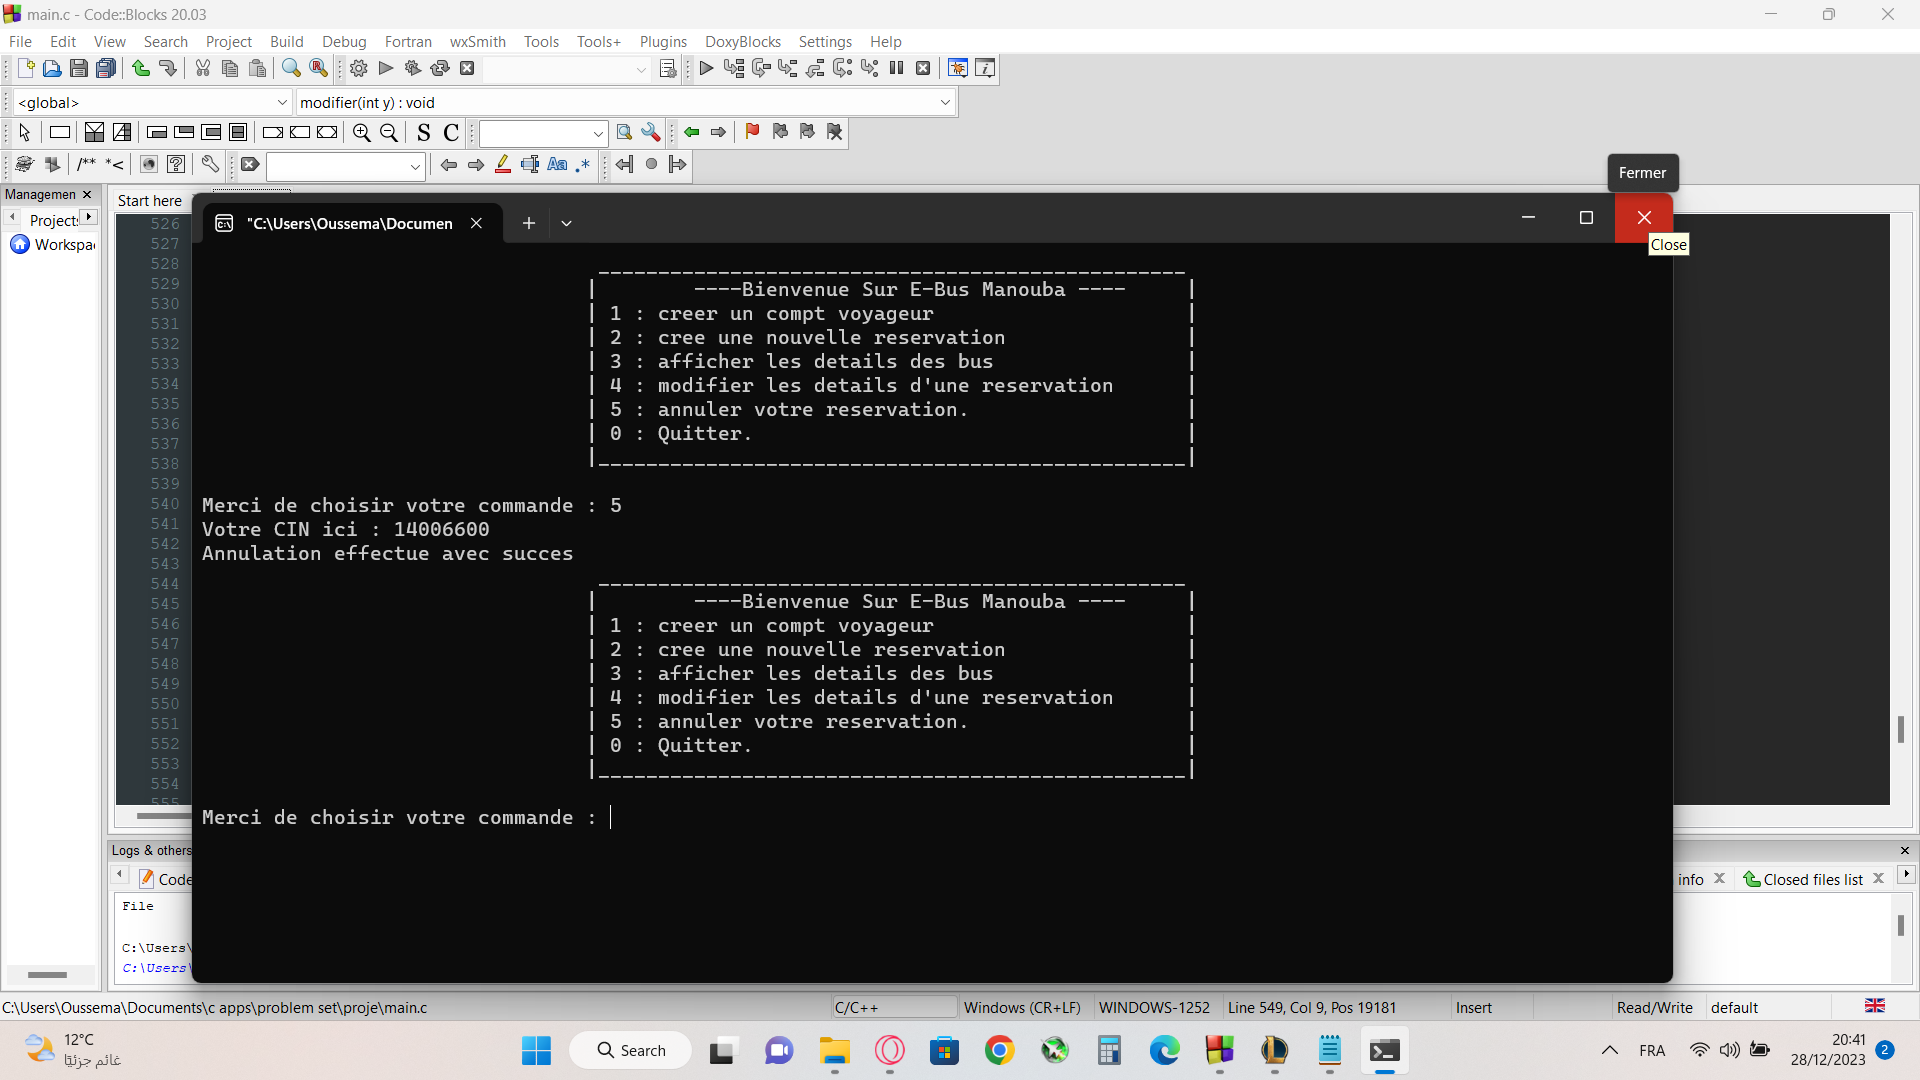 main.c - Code::Blocks 20.03
File Edit View Search Project Build Debug Fortran wxSmith Tools Tools+ Plugins DoxyBlocks Settings Help
<global>
modifier(int y) : void
S C
/** *<
Aa .*
Managemen
Start here
Fermer
Projects
"C:\Users\Oussema\Documen
Close
Workspa
526
527
528
529
530
531
532
533
534
535
536
537
538
539
540
541
542
543
544
545
546
547
548
549
550
551
552
553
554
555
----Bienvenue Sur E-Bus Manouba ----
1 : creer un compt voyageur
2 : cree une nouvelle reservation
3 : afficher les details des bus
4 : modifier les details d'une reservation
5 : annuler votre reservation.
0 : Quitter.
Merci de choisir votre commande : 5
Votre CIN ici : 14006600
Annulation effectue avec succes
----Bienvenue Sur E-Bus Manouba ----
1 : creer un compt voyageur
2 : cree une nouvelle reservation
3 : afficher les details des bus
4 : modifier les details d'une reservation
5 : annuler votre reservation.
0 : Quitter.
Merci de choisir votre commande :
Logs & others
Code
info
Closed files list
File
C:\Users\
C:\Users\
C:\Users\Oussema\Documents\c apps\problem set\proje\main.c
C/C++
Windows (CR+LF)
WINDOWS-1252
Line 549, Col 9, Pos 19181
Insert
Read/Write
default
12°C
غائم جزئيًا
Search
FRA
20:41
28/12/2023
2